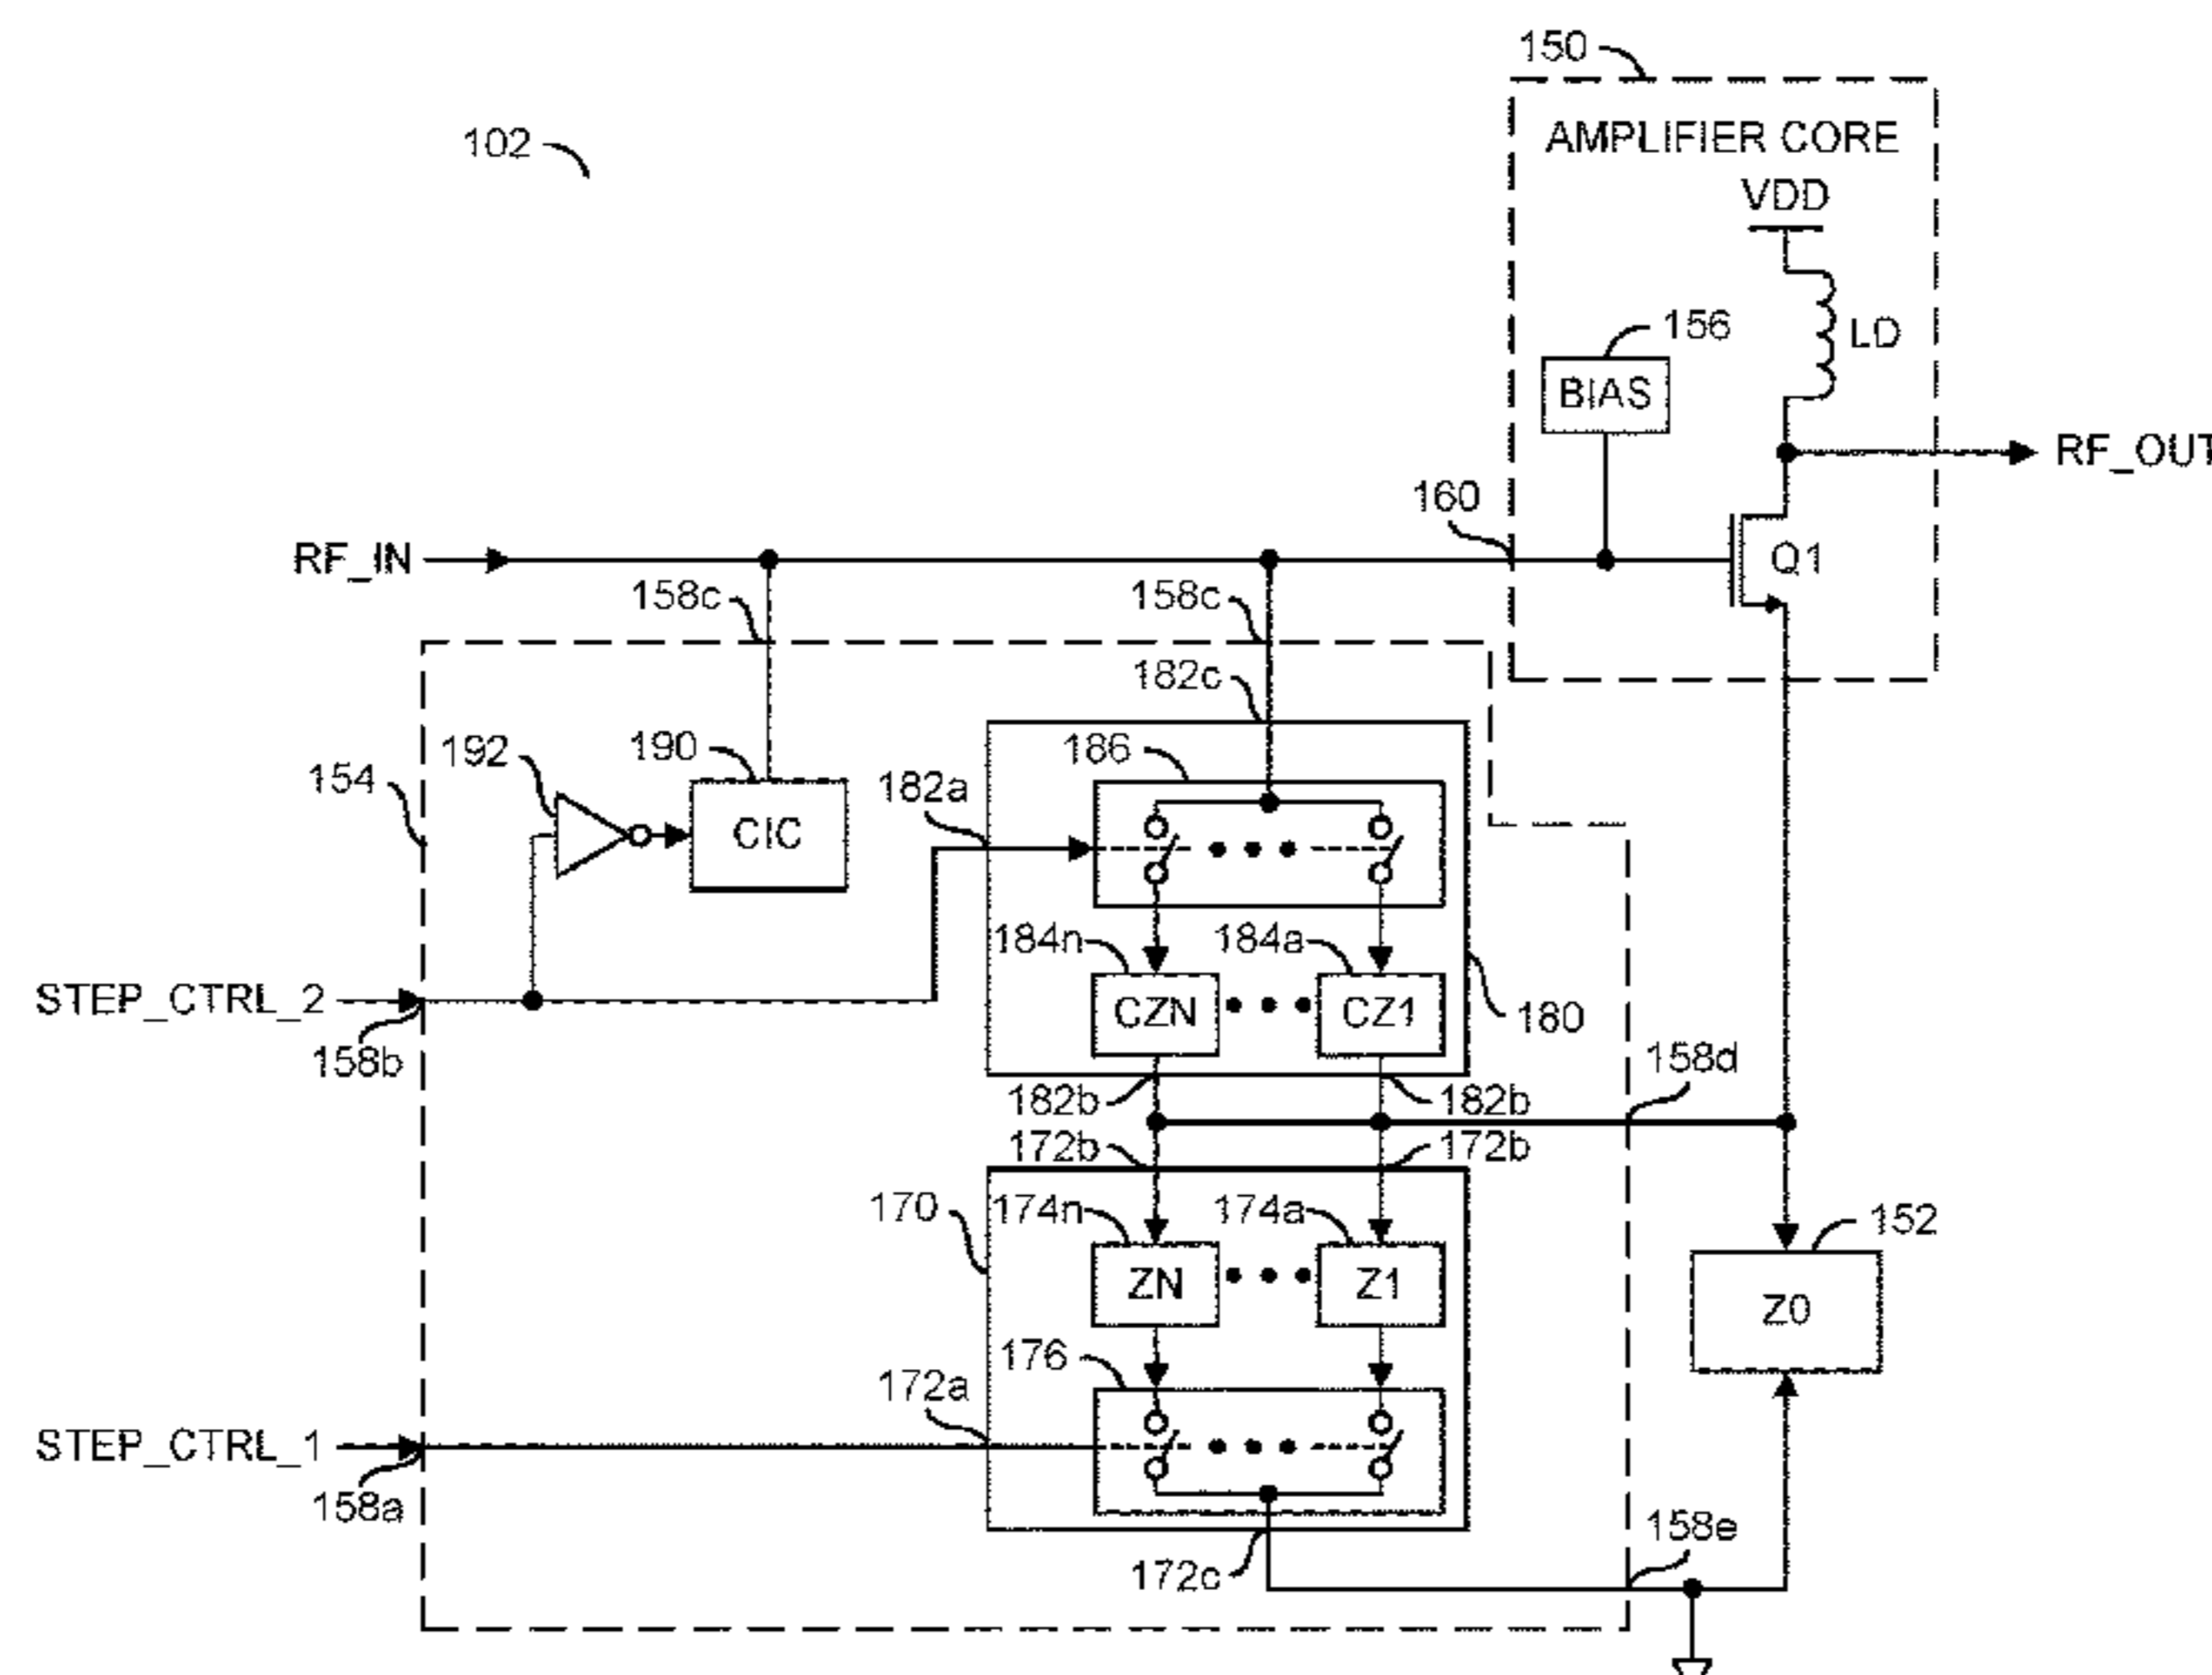 150
102
AMPLIFIER CORE
VDD
156
LD
BIAS
RF_OUT
160
RF_IN
Q1
158c
158c
182c
192
190
186
154
182a
CIC
184n
184a
STEP_CTRL_2
CZN
CZ1
180
158b
158d
182b
182b
172b
172b
170
174n
174a
152
ZN
Z1
Z0
176
172a
STEP_CTRL_1
158a
158e
172c